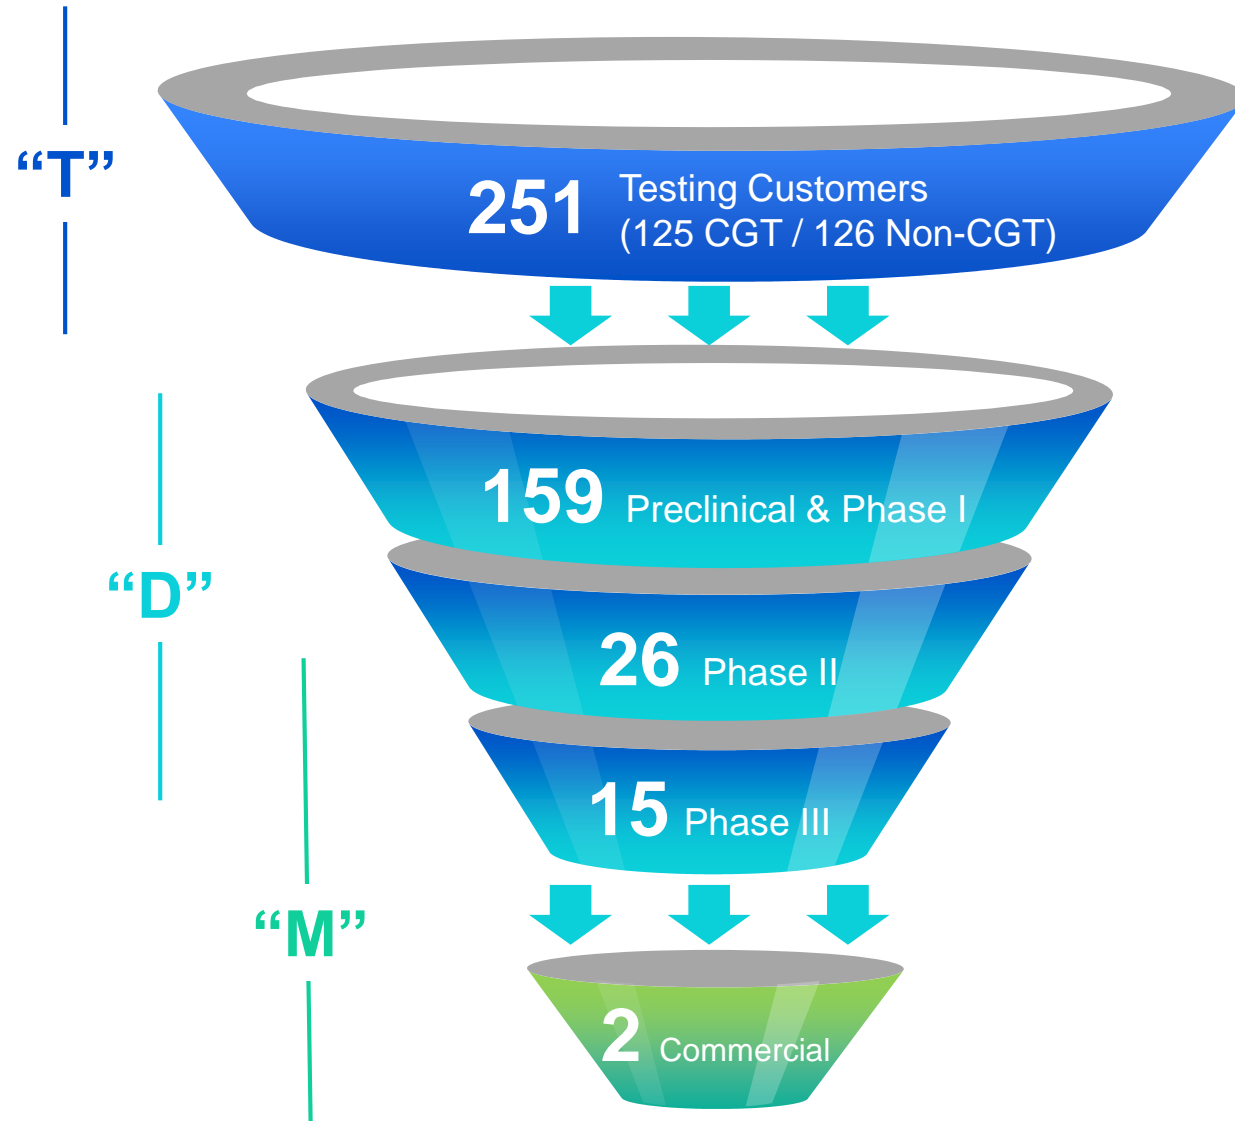 “T”
251 Testing Customers
(125 CGT / 126 Non-CGT)
159 Preclinical & Phase I
“D”
26 Phase II
15 Phase III
“M”
2 Commercial